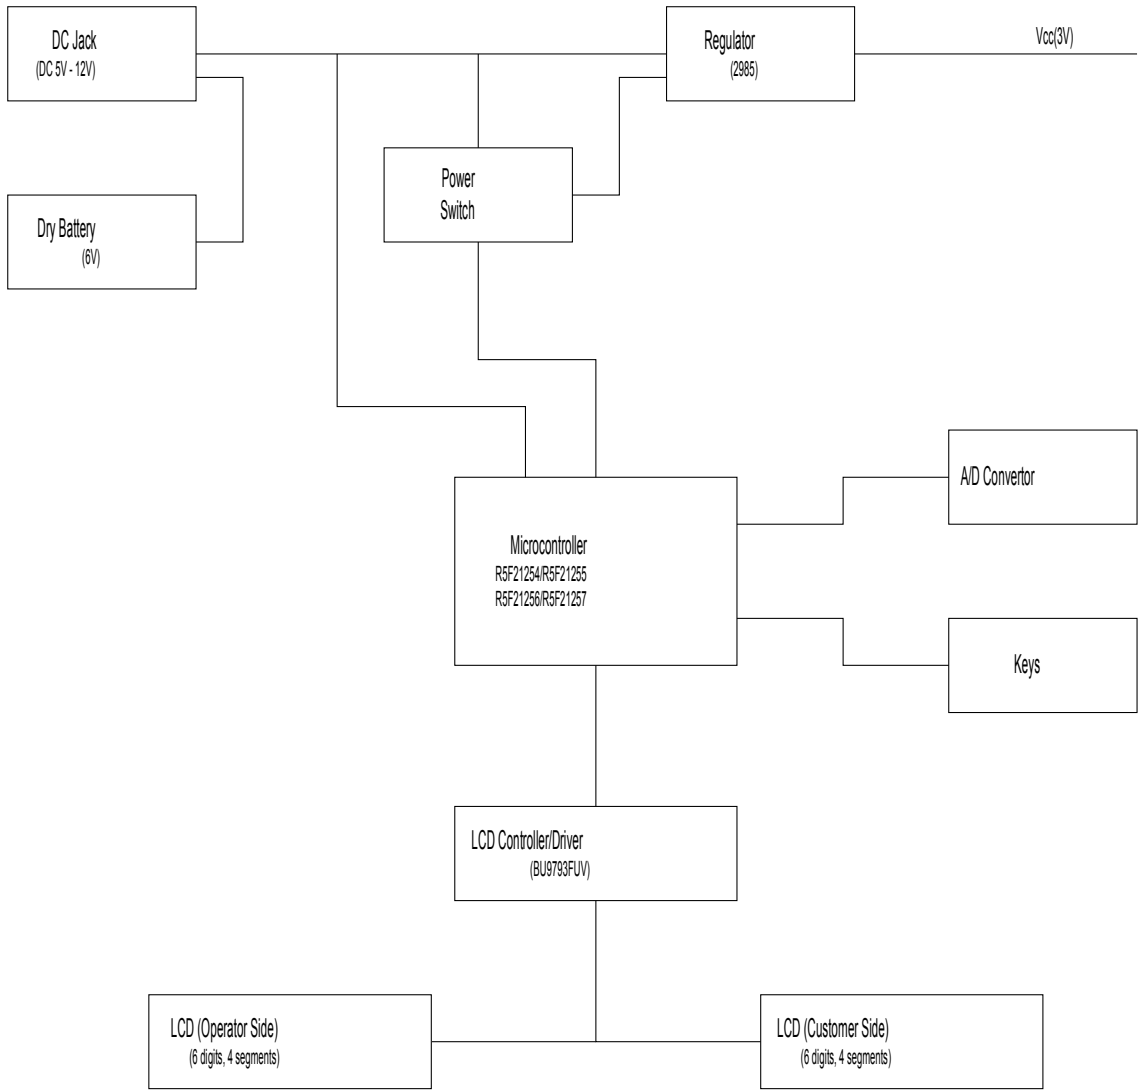 DC Jack
(DC 5V - 12V)
Regulator
(2985)
Vcc(3V)
Power
Switch
Dry Battery
(6V)
A/D Convertor
Microcontroller
R5F21254/R5F21255
R5F21256/R5F21257
Keys
LCD Controller/Driver
(BU9793FUV)
LCD (Operator Side)
(6 digits, 4 segments)
LCD (Customer Side)
(6 digits, 4 segments)